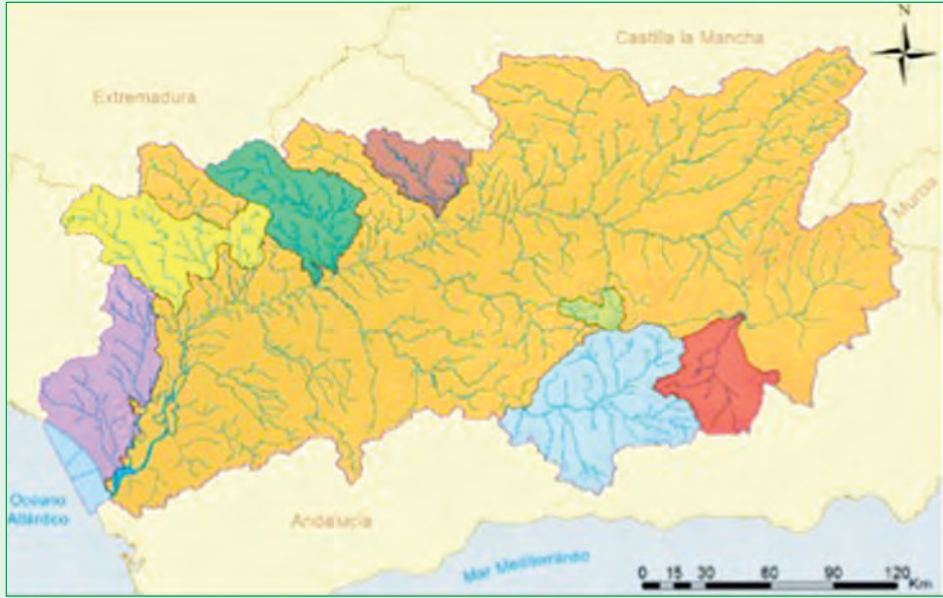 N
Castilla la Mancha
Extremadura
Murcia
Océano
Atlántico
Andalucía
Mar Mediterráneo
0 15 30 60 90 120
Km